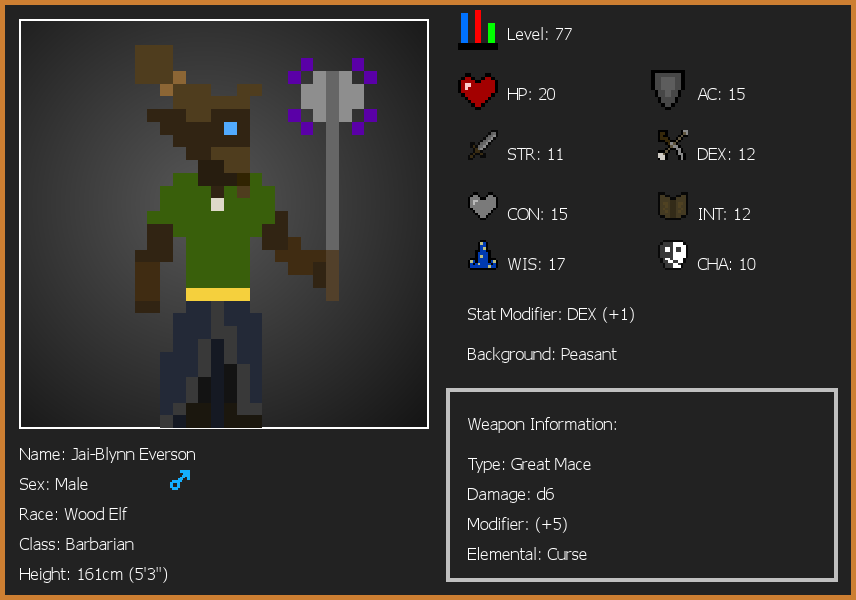 Level: 77
HP: 20
AC: 15
STR: 11
DEX: 12
CON: 15
INT: 12
WIS: 17
CHA: 10
Stat Modifier: DEX (+1)
Background: Peasant
Weapon Information:
Type: Great Mace
Damage: d6
Modifier: (+5)
Elemental: Curse
Name: Jai-Blynn Everson
Sex: Male
Race: Wood Elf
Class: Barbarian
Height: 161cm (5'3")